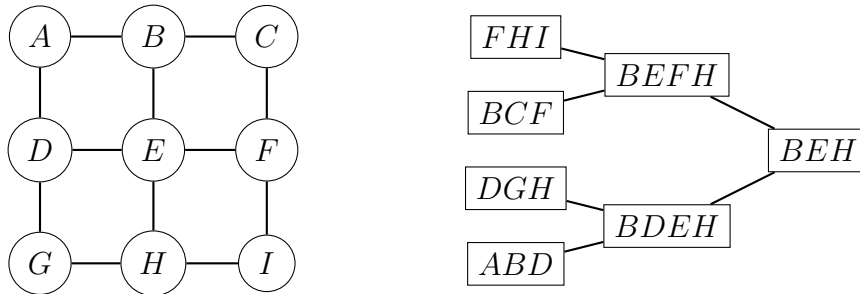 A B C
D E F
G H I
FHI
BEFH
BCF
BEH
DGH
BDEH
ABD